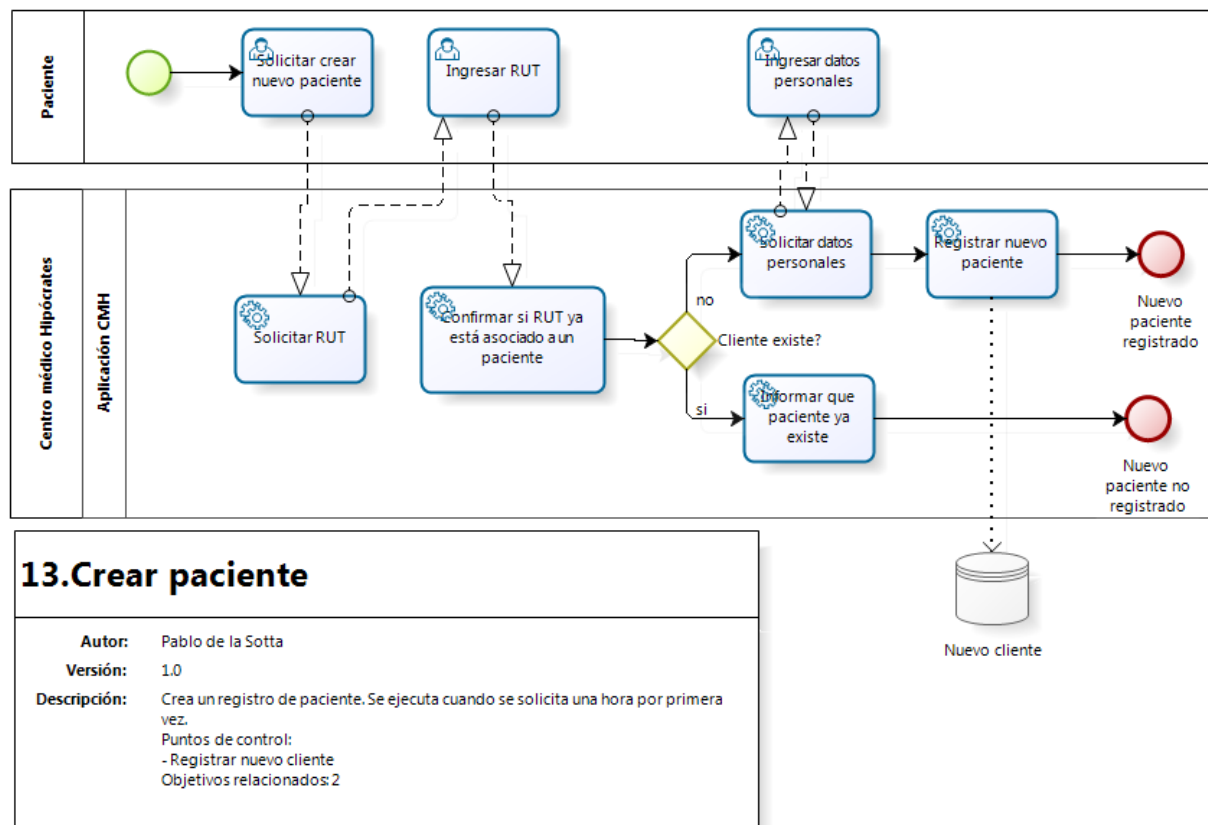 Paciente
Solicitar crear
nuevo paciente
Ingresar RUT
Ingresar datos
personales
Centro médico Hipócrates
Aplicación CMH
Solicitar RUT
Confirmar si RUT ya
está asociado a un
paciente
Cliente existe?
no
si
Solicitar datos
personales
Registrar nuevo
paciente
Nuevo
paciente
registrado
Informar que
paciente ya
existe
Nuevo
paciente no
registrado
Nuevo cliente
13.Crear paciente
Autor: Pablo de la Sotta
Versión: 1.0
Descripción: Crea un registro de paciente. Se ejecuta cuando se solicita una hora por primera
vez.
Puntos de control:
- Registrar nuevo cliente
Objetivos relacionados: 2